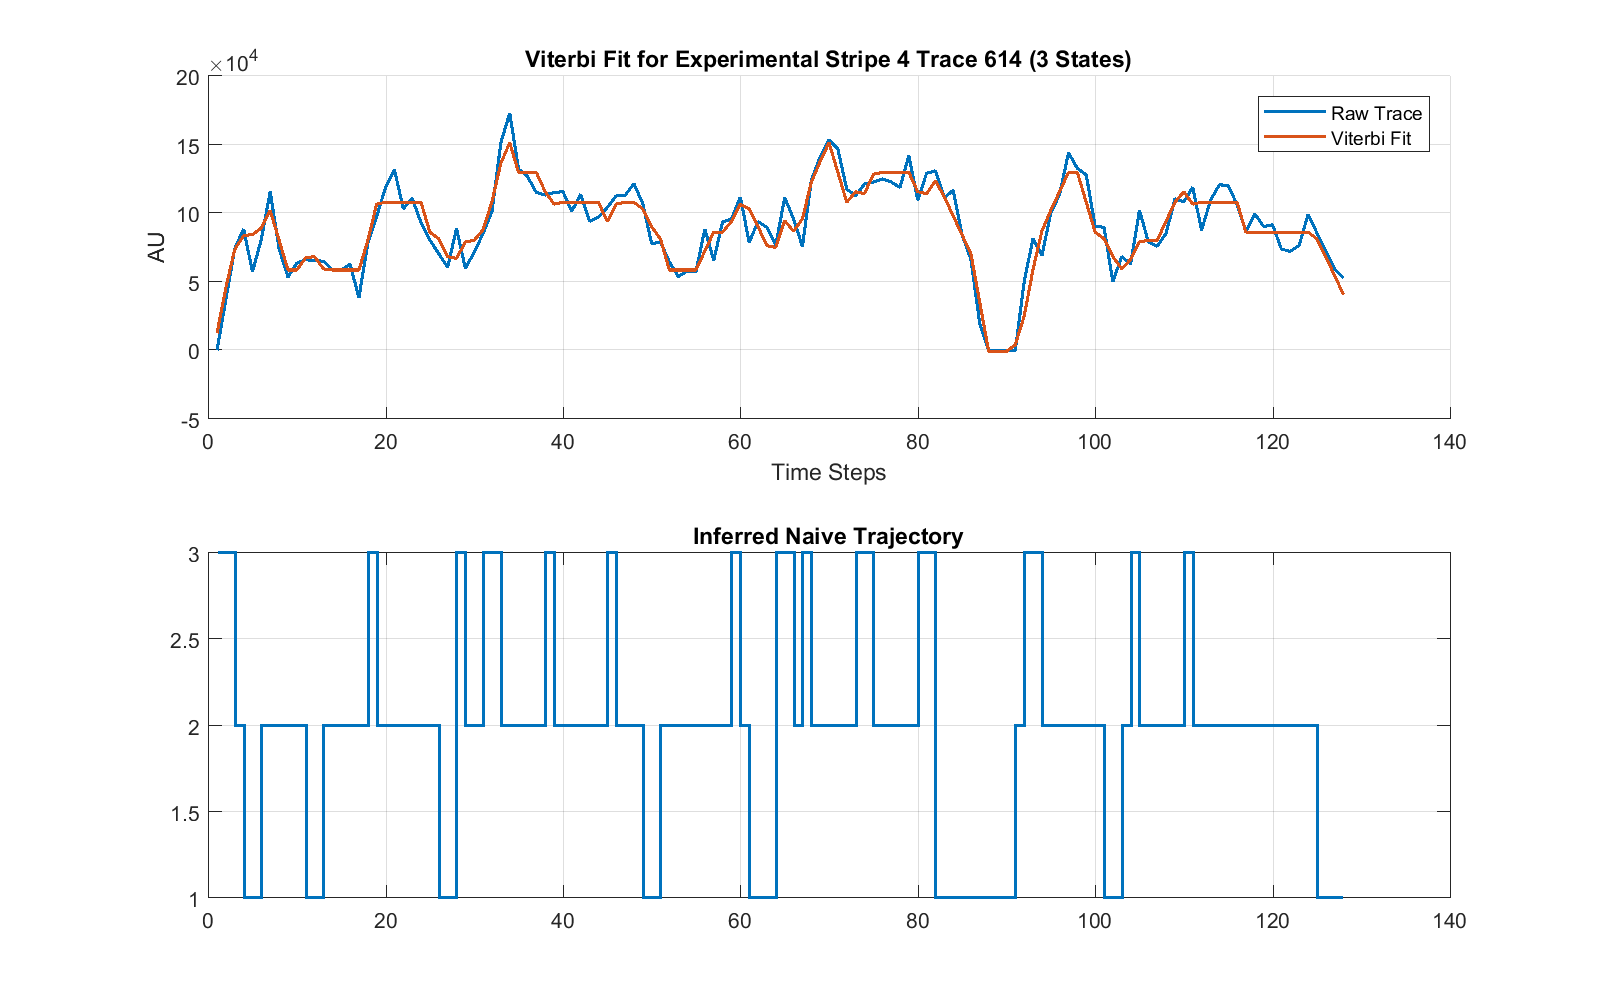 Viterbi Fit for Experimental Stripe 4 Trace 614 (3 States)
×10⁴
20
15
10
5
0
-5
AU
Raw Trace
Viterbi Fit
0 20 40 60 80 100 120 140
Time Steps
Inferred Naive Trajectory
3
2.5
2
1.5
1
0 20 40 60 80 100 120 140